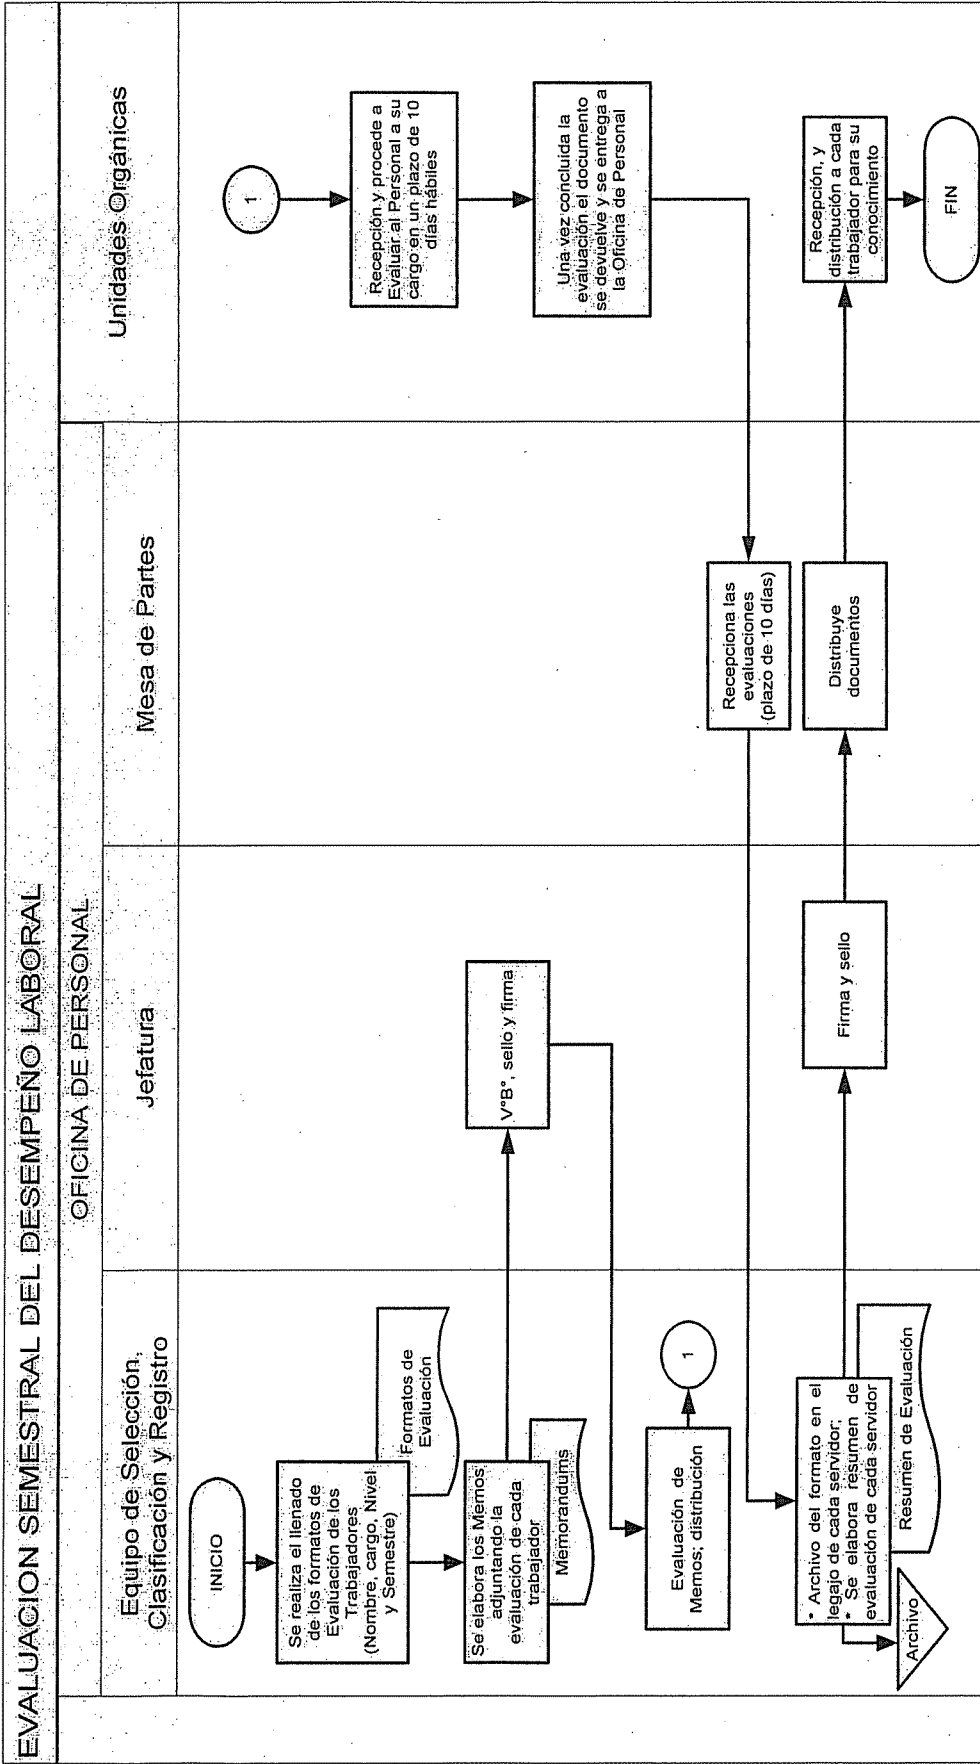 EVALUACION SEMESTRAL DEL DESEMPEÑO LABORAL
OFICINA DE PERSONAL
Equipo de Selección,
Clasificación y Registro
Jefatura
Mesa de Partes
Unidades Orgánicas
INICIO
Se realiza el llenado
de los formatos de
Evaluación de los
Trabajadores
(Nombre, cargo, Nivel
y Semestre)
Formatos de
Evaluación
Se elabora los Memos
adjuntando la
evaluación de cada
trabajador
Memorandums
V°B°, sello y firma
Evaluación de
Memos; distribución
1
1
Recepción y procede a
Evaluar al Personal a su
cargo en un plazo de 10
días hábiles
Una vez concluida la
evaluación el documento
se devuelve y se entrega a
la Oficina de Personal
Recepciona las
evaluaciones
(plazo de 10 días)
* Archivo del formato en el
legajo de cada servidor;
* Se elabora resumen de
evaluación de cada servidor
Resumen de Evaluación
Archivo
Firma y sello
Distribuye
documentos
Recepción, y
distribución a cada
trabajador para su
conocimiento
FIN